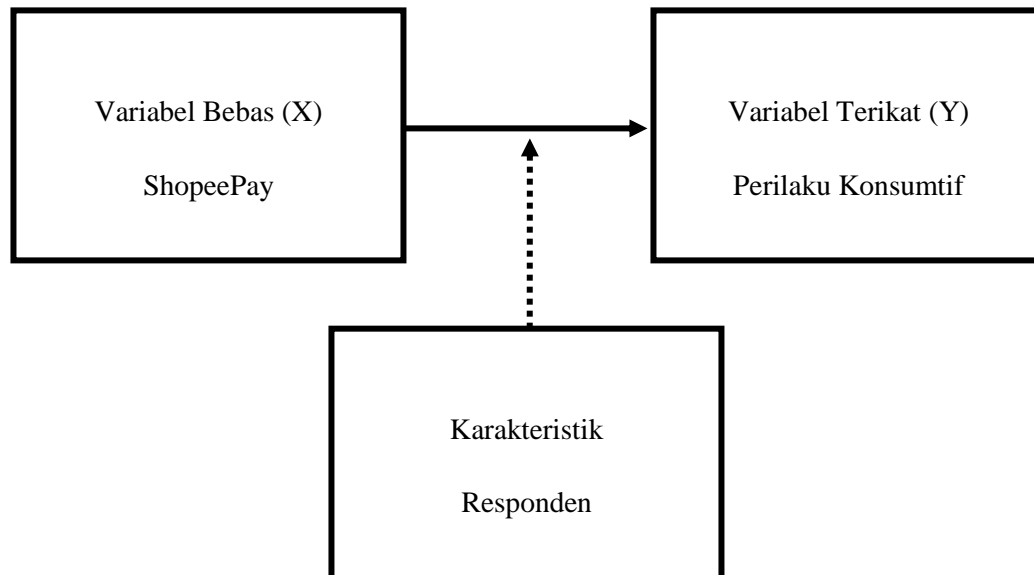 Variabel Bebas (X)
ShopeePay
Variabel Terikat (Y)
Perilaku Konsumtif
Karakteristik
Responden